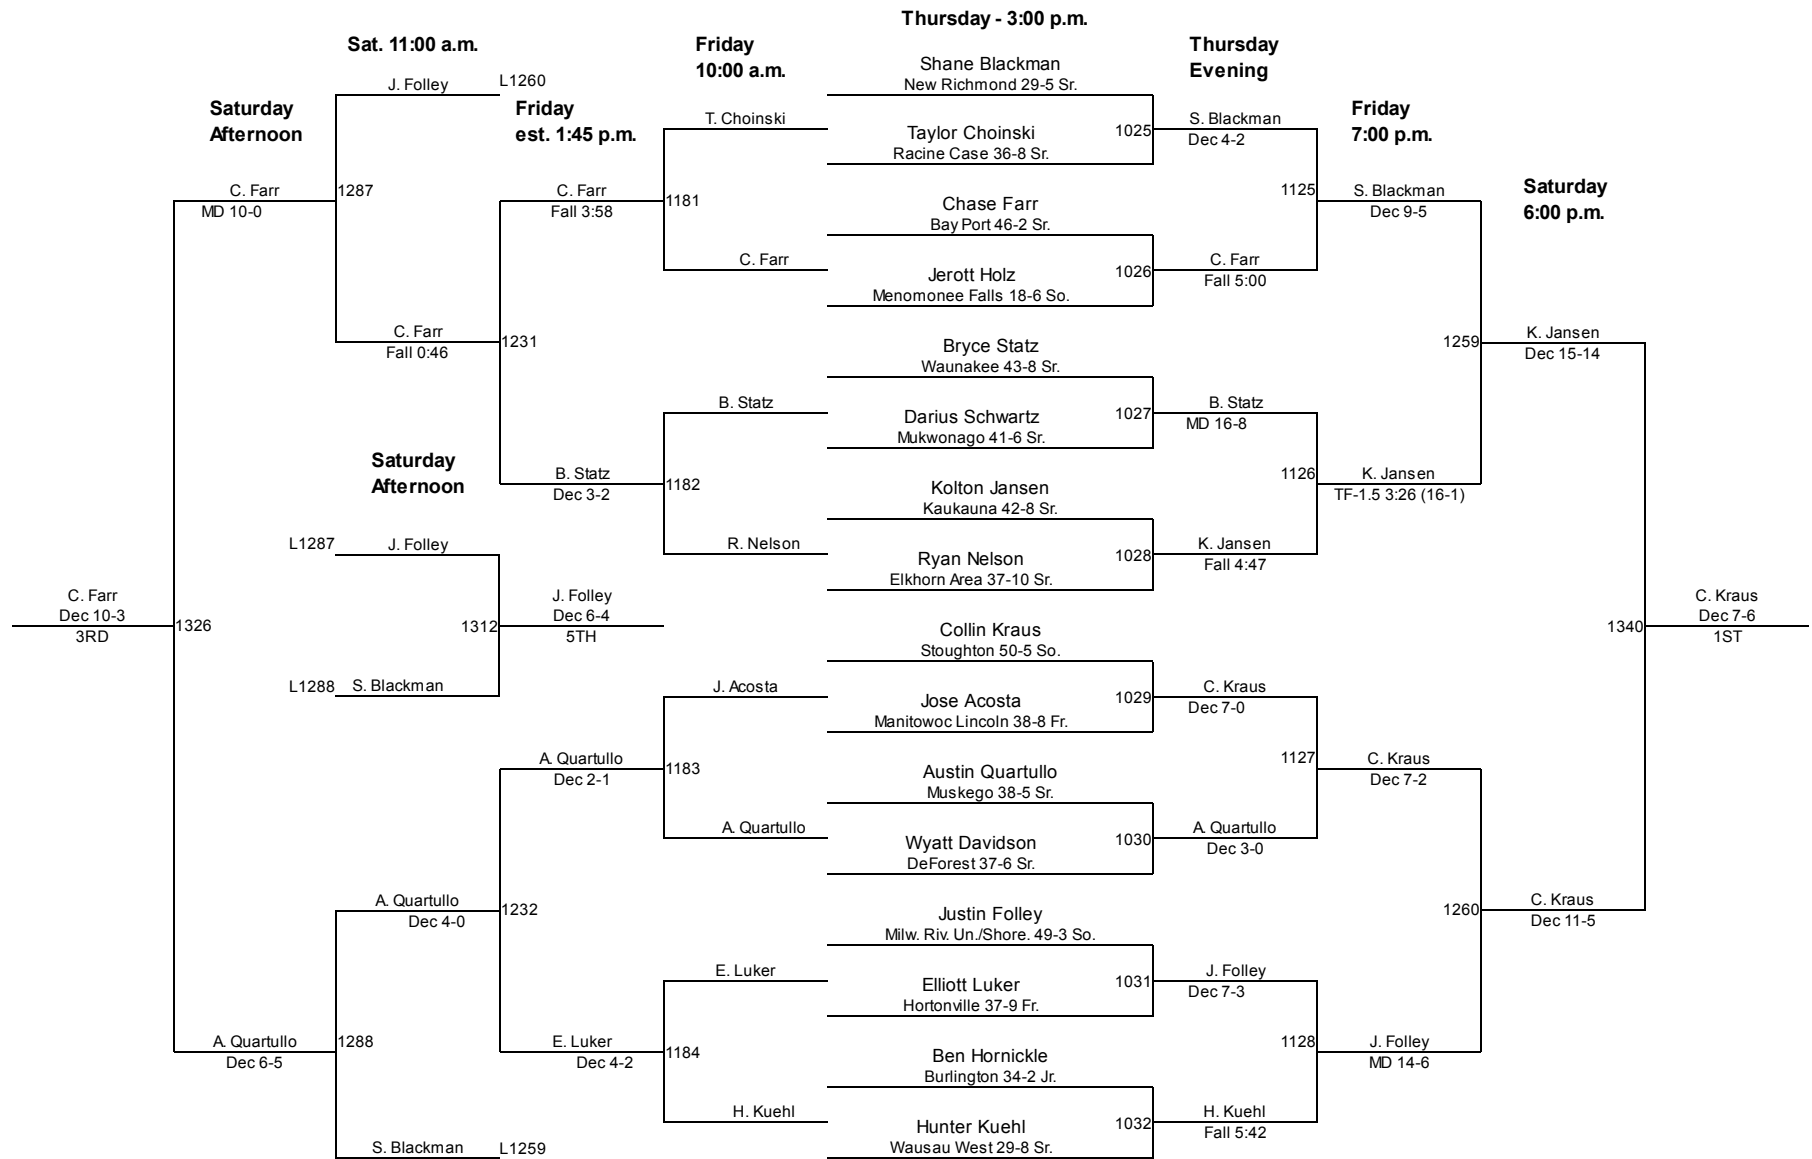 Thursday - 3:00 p.m.
Sat. 11:00 a.m.
Friday
10:00 a.m.
Thursday
Evening
Shane Blackman
New Richmond 29-5 Sr.
J. Folley
L1260
Saturday
Afternoon
Friday
est. 1:45 p.m.
Friday
7:00 p.m.
T. Choinski
Taylor Choinski
Racine Case 36-8 Sr.
1025
S. Blackman
Dec 4-2
C. Farr
MD 10-0
1287
C. Farr
Fall 3:58
1181
Chase Farr
Bay Port 46-2 Sr.
1125
S. Blackman
Dec 9-5
Saturday
6:00 p.m.
C. Farr
Jerott Holz
Menomonee Falls 18-6 So.
1026
C. Farr
Fall 5:00
C. Farr
Fall 0:46
1231
Bryce Statz
Waunakee 43-8 Sr.
1259
K. Jansen
Dec 15-14
B. Statz
Darius Schwartz
Mukwonago 41-6 Sr.
1027
B. Statz
MD 16-8
Saturday
Afternoon
B. Statz
Dec 3-2
1182
Kolton Jansen
Kaukauna 42-8 Sr.
1126
K. Jansen
TF-1.5 3:26 (16-1)
L1287
J. Folley
R. Nelson
Ryan Nelson
Elkhorn Area 37-10 Sr.
1028
K. Jansen
Fall 4:47
C. Farr
Dec 10-3
3RD
1326
1312
J. Folley
Dec 6-4
5TH
Collin Kraus
Stoughton 50-5 So.
1340
C. Kraus
Dec 7-6
1ST
L1288
S. Blackman
J. Acosta
Jose Acosta
Manitowoc Lincoln 38-8 Fr.
1029
C. Kraus
Dec 7-0
A. Quartullo
Dec 2-1
1183
Austin Quartullo
Muskego 38-5 Sr.
1127
C. Kraus
Dec 7-2
A. Quartullo
Wyatt Davidson
DeForest 37-6 Sr.
1030
A. Quartullo
Dec 3-0
A. Quartullo
Dec 4-0
1232
Justin Folley
Milw. Riv. Un./Shore. 49-3 So.
1260
C. Kraus
Dec 11-5
E. Luker
Elliott Luker
Hortonville 37-9 Fr.
1031
J. Folley
Dec 7-3
A. Quartullo
Dec 6-5
1288
E. Luker
Dec 4-2
1184
Ben Hornickle
Burlington 34-2 Jr.
1128
J. Folley
MD 14-6
H. Kuehl
Hunter Kuehl
Wausau West 29-8 Sr.
1032
H. Kuehl
Fall 5:42
S. Blackman
L1259